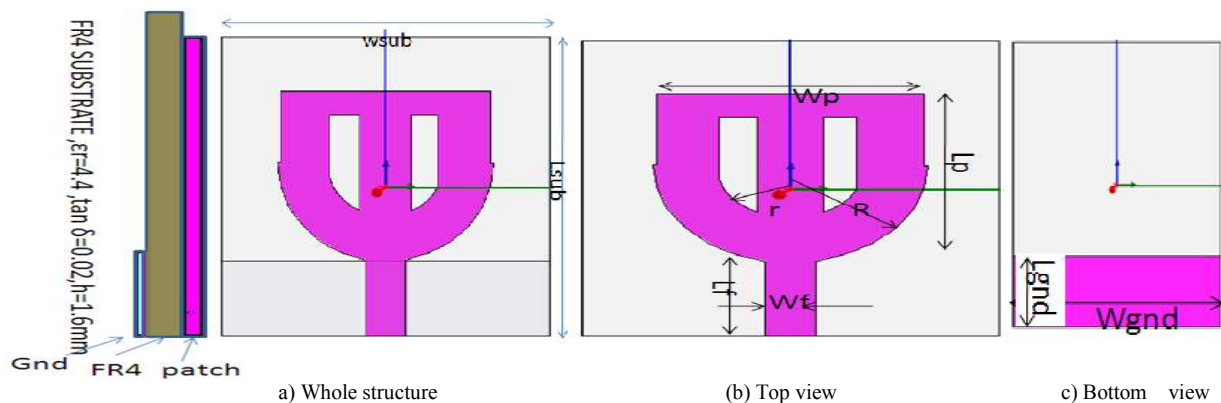 FR4 SUBSTRATE ,εr=4.4 ,tan δ=0.02,h=1.6mm
Gnd
FR4
patch
wsub
Lsub
Wp
Lp
r
R
Lf
Wf
Lgnd
Wgnd
a) Whole structure
(b) Top view
c) Bottom view